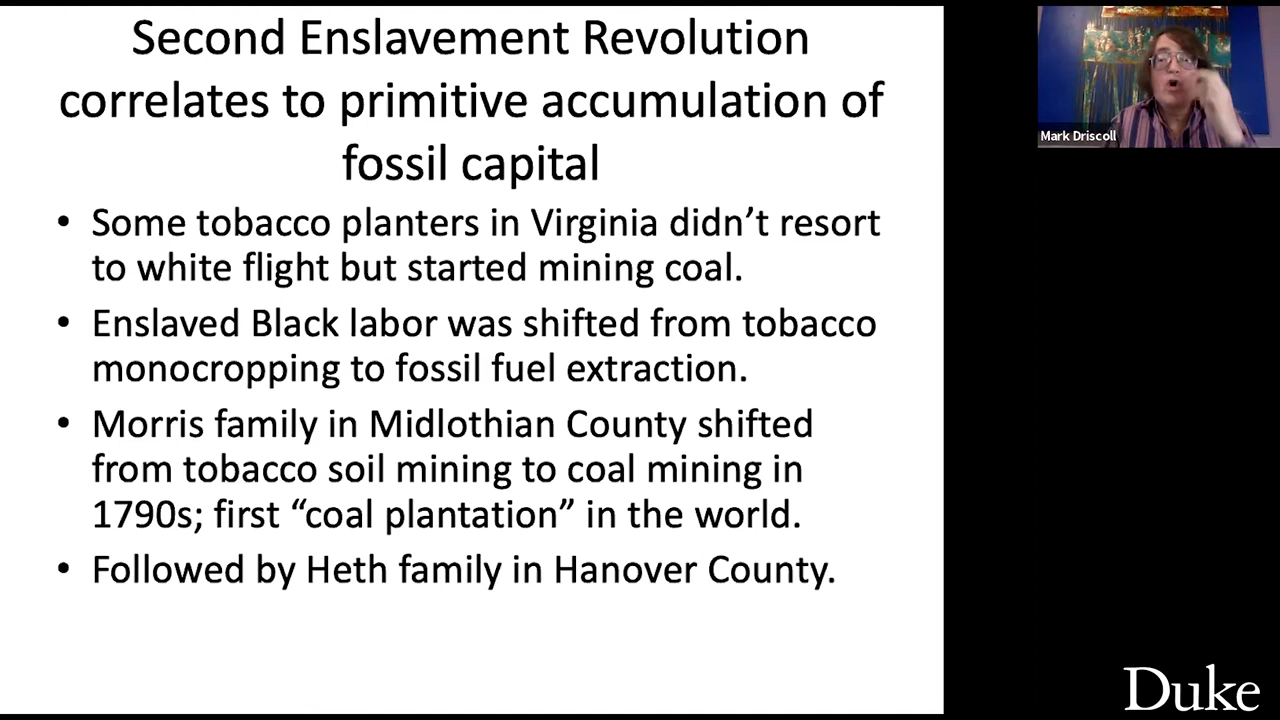 Second Enslavement Revolution
correlates to primitive accumulation of
fossil capital
• Some tobacco planters in Virginia didn’t resort
to white flight but started mining coal.
• Enslaved Black labor was shifted from tobacco
monocropping to fossil fuel extraction.
• Morris family in Midlothian County shifted
from tobacco soil mining to coal mining in
1790s; first “coal plantation” in the world.
• Followed by Heth family in Hanover County.
Mark Driscoll
Duke